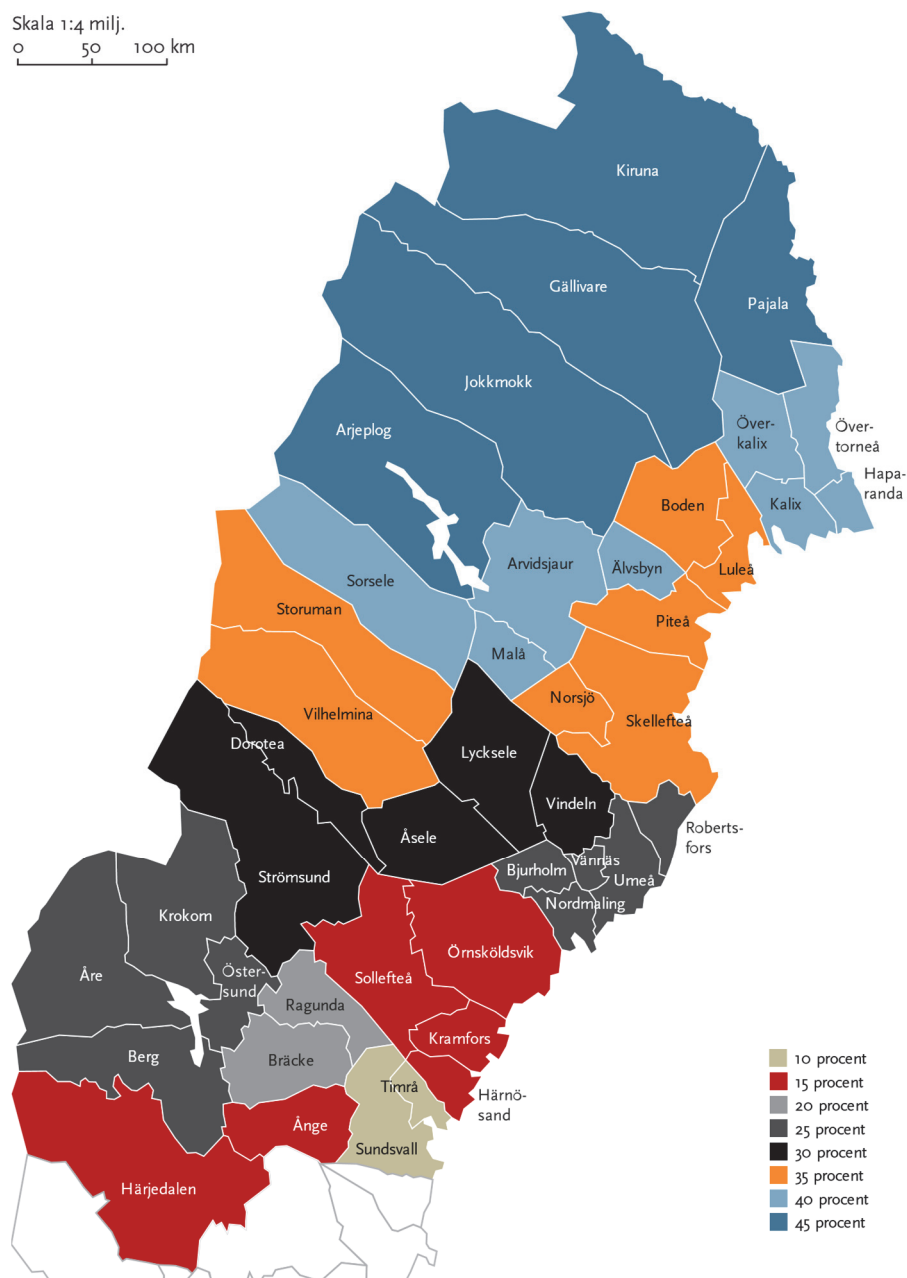 Skala 1:4 milj.
0 50 100 km
Kiruna
Gällivare
Pajala
Jokkmokk
Arjeplog
Över-
kalix
Över-
torneå
Hapa-
randa
Kalix
Boden
Luleå
Älvsbyn
Arvidsjaur
Sorsele
Storuman
Piteå
Malå
Norsjö
Skellefteå
Vilhelmina
Dorotea
Lycksele
Vindeln
Åsele
Roberts-
fors
Strömsund
Bjurholm
Vännäs
Umeå
Nordmaling
Krokom
Åre
Öster-
sund
Örnsköldsvik
Sollefteå
Ragunda
Kramfors
Berg
Bräcke
Timrå
Härnö-
sand
Ånge
Sundsvall
Härjedalen
10 procent
15 procent
20 procent
25 procent
30 procent
35 procent
40 procent
45 procent